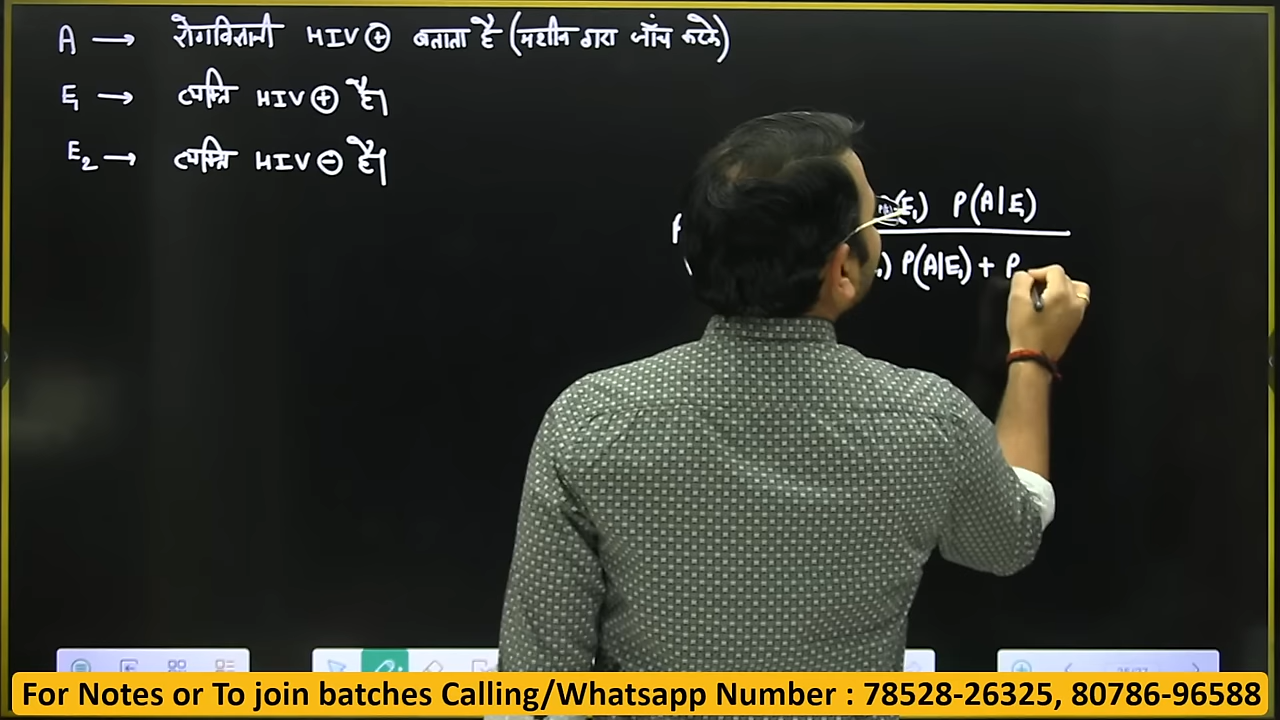 A → रोगविज्ञानी HIV ⊕ बताता है (मशीन द्वारा जाँच करके)
E₁ → व्यक्ति HIV ⊕ है।
E₂ → व्यक्ति HIV ⊖ है।
(E₁) P(A|E₁)
) P(A|E₁) + P
For Notes or To join batches Calling/Whatsapp Number : 78528-26325, 80786-96588